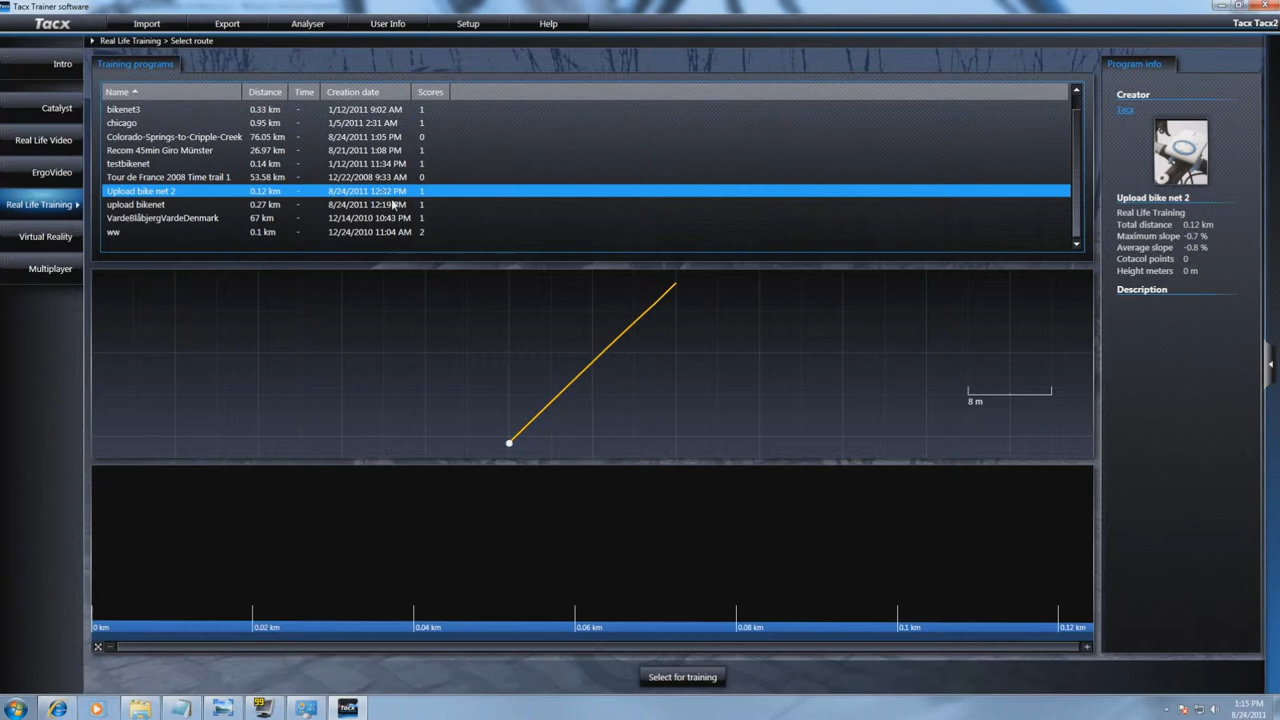 Tacx Trainer software
Tacx Import Export Analyser User Info Setup Help Tacx Tacx2
Real Life Training > Select route
Intro
Catalyst
Real Life Video
ErgoVideo
Real Life Training
Virtual Reality
Multiplayer
Training programs
Name Distance Time Creation date Scores
bikenet3 0.33 km - 1/12/2011 9:02 AM 1
chicago 0.95 km - 1/5/2011 2:31 AM 1
Colorado-Springs-to-Cripple-Creek 76.05 km - 8/24/2011 1:05 PM 0
Recom 45min Giro Münster 26.97 km - 8/21/2011 1:08 PM 1
testbikenet 0.14 km - 1/12/2011 11:34 PM 1
Tour de France 2008 Time trial 1 53.58 km - 12/22/2008 9:33 AM 0
Upload bike net 2 0.12 km - 8/24/2011 12:32 PM 1
upload bikenet 0.27 km - 8/24/2011 12:19 PM 1
VardeBlåbjergVardeDenmark 67 km - 12/14/2010 10:43 PM 1
ww 0.1 km - 12/24/2010 11:04 AM 2
8 m
0 km 0.02 km 0.04 km 0.06 km 0.08 km 0.1 km 0.12 km
Select for training
Program info
Creator
Tacx
Upload bike net 2
Real Life Training
Total distance 0.12 km
Maximum slope -0.7 %
Average slope -0.8 %
Cotacol points 0
Height meters 0 m
Description
99
1:15 PM
8/24/2011